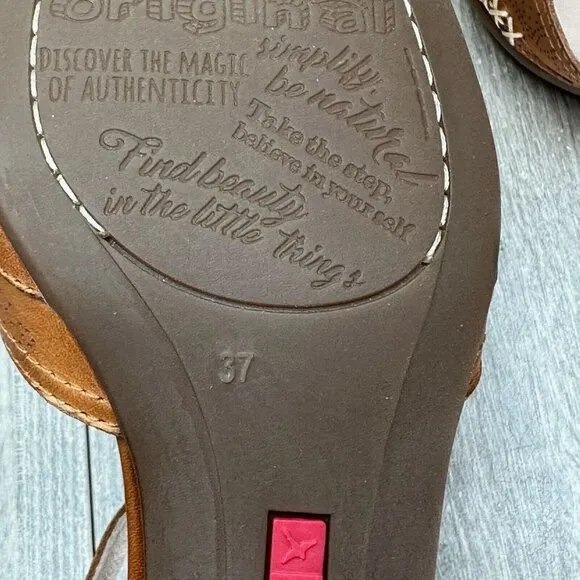 original
DISCOVER THE MAGIC
OF AUTHENTICITY
simplify,
be natural
Take the step,
believe in yourself
Find beauty
in the little things
37